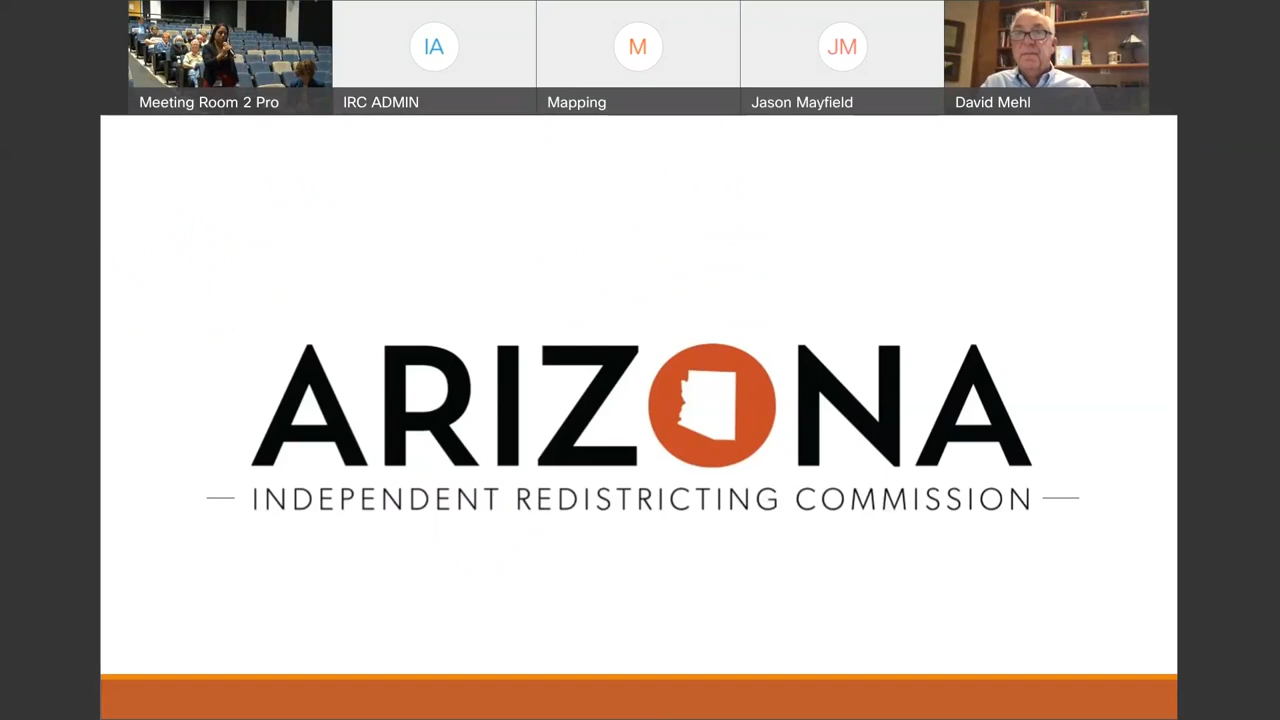 IA
M
JM
Meeting Room 2 Pro
IRC ADMIN
Mapping
Jason Mayfield
David Mehl
ARIZONA
INDEPENDENT REDISTRICTING COMMISSION